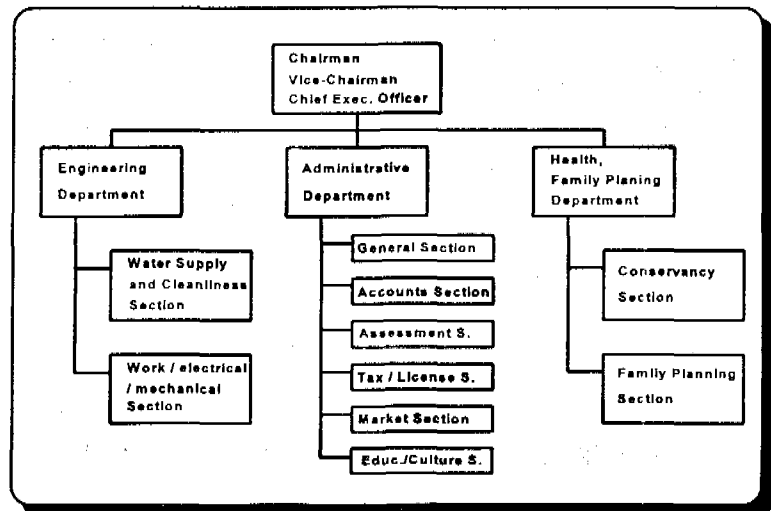 Chairman
Vice-Chairman
Chief Exec. Officer
Engineering
Department
Administrative
Department
Health,
Family Planing
Department
Water Supply
and Cleanliness
Section
Work / electrical
/ mechanical
Section
General Section
Accounts Section
Assessment S.
Tax / License S.
Market Section
Educ./Culture S.
Conservancy
Section
Family Planning
Section